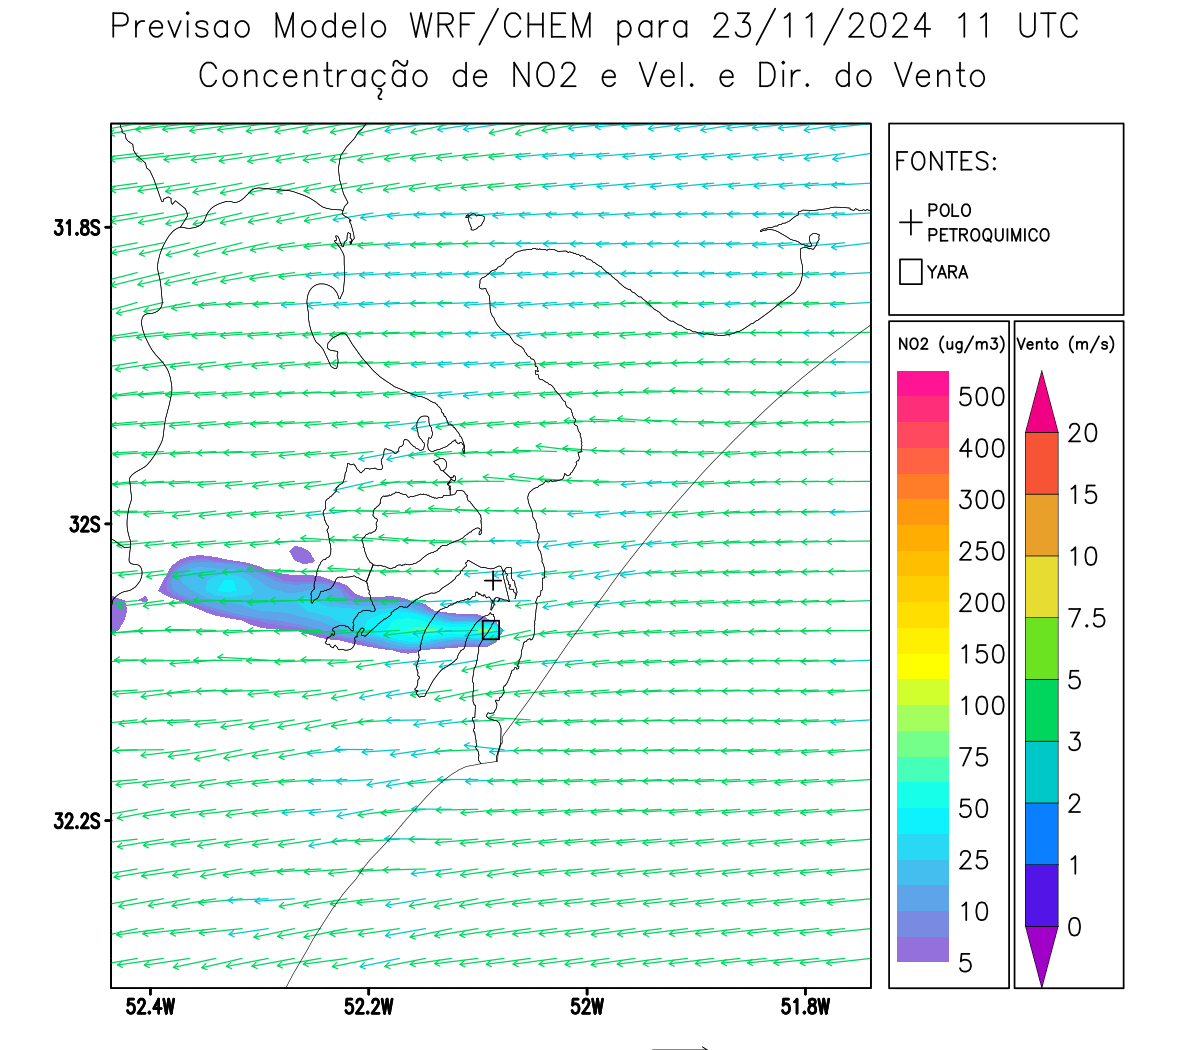 Previsao Modelo WRF/CHEM para 23/11/2024 11 UTC
Concentração de NO2 e Vel. e Dir. do Vento
FONTES:
POLO
PETROQUIMICO
YARA
NO2 (ug/m3)
500
400
300
250
200
150
100
75
50
25
10
5
Vento (m/s)
20
15
10
7.5
5
3
2
1
0
31.8S
32S
32.2S
52.4W
52.2W
52W
51.8W